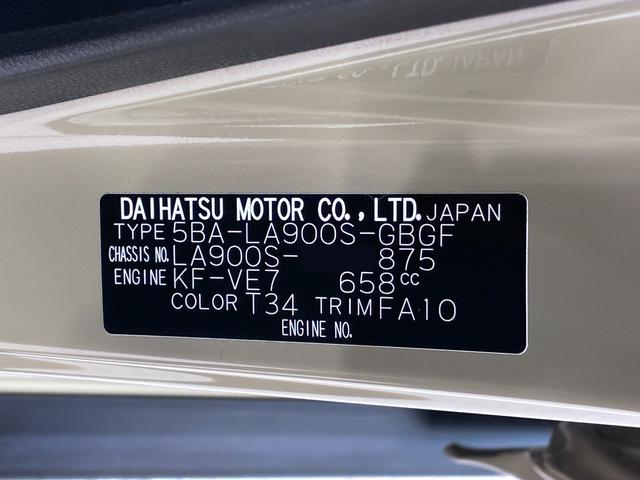 DAIHATSU MOTOR CO.,LTD. JAPAN
TYPE 5BA-LA900S-GBGF
CHASSIS NO. LA900S- 875
ENGINE KF-VE7 658cc
COLOR T34 TRIM FA10
ENGINE NO.